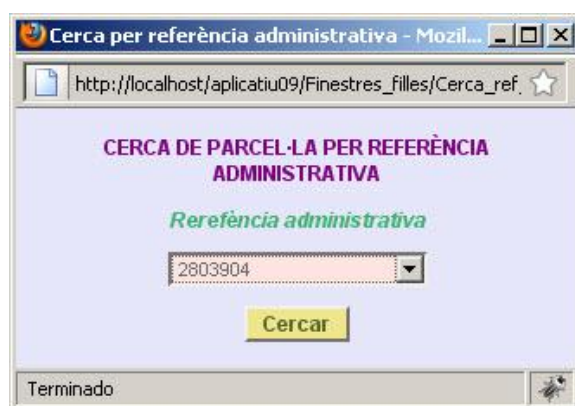 Cerca per referència administrativa - Mozil...
http://localhost/aplicatiu09/Finestres_filles/Cerca_ref_
CERCA DE PARCEL·LA PER REFERÈNCIA
ADMINISTRATIVA
Rerefència administrativa
2803904
Cercar
Terminado